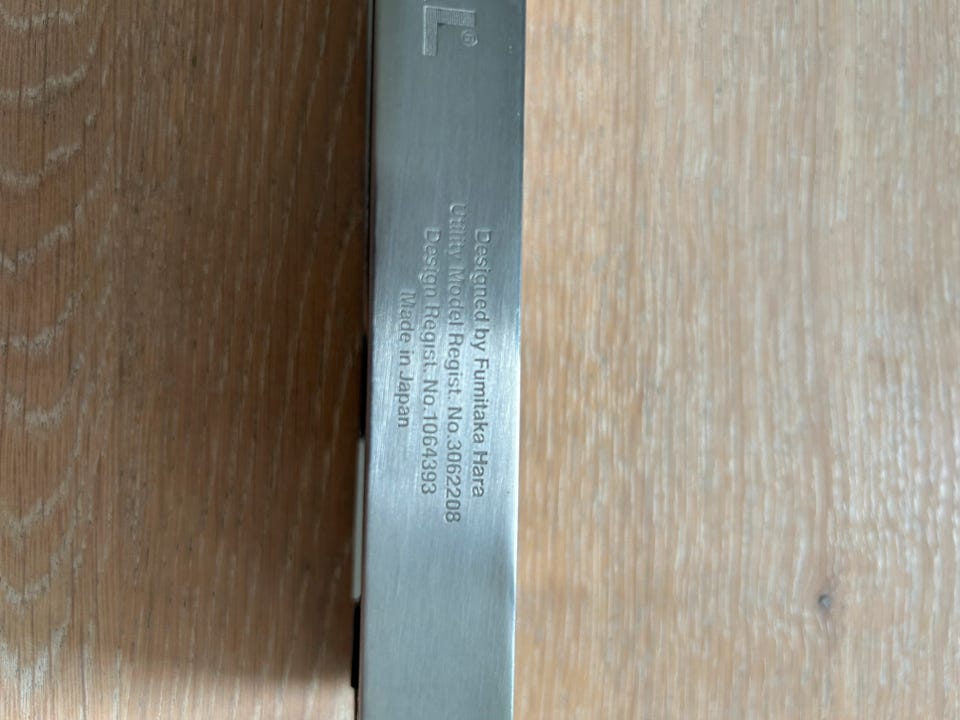 L®
Designed by Fumitaka Hara
Utility Model Regist. No.3062208
Design Regist. No.1064393
Made in Japan